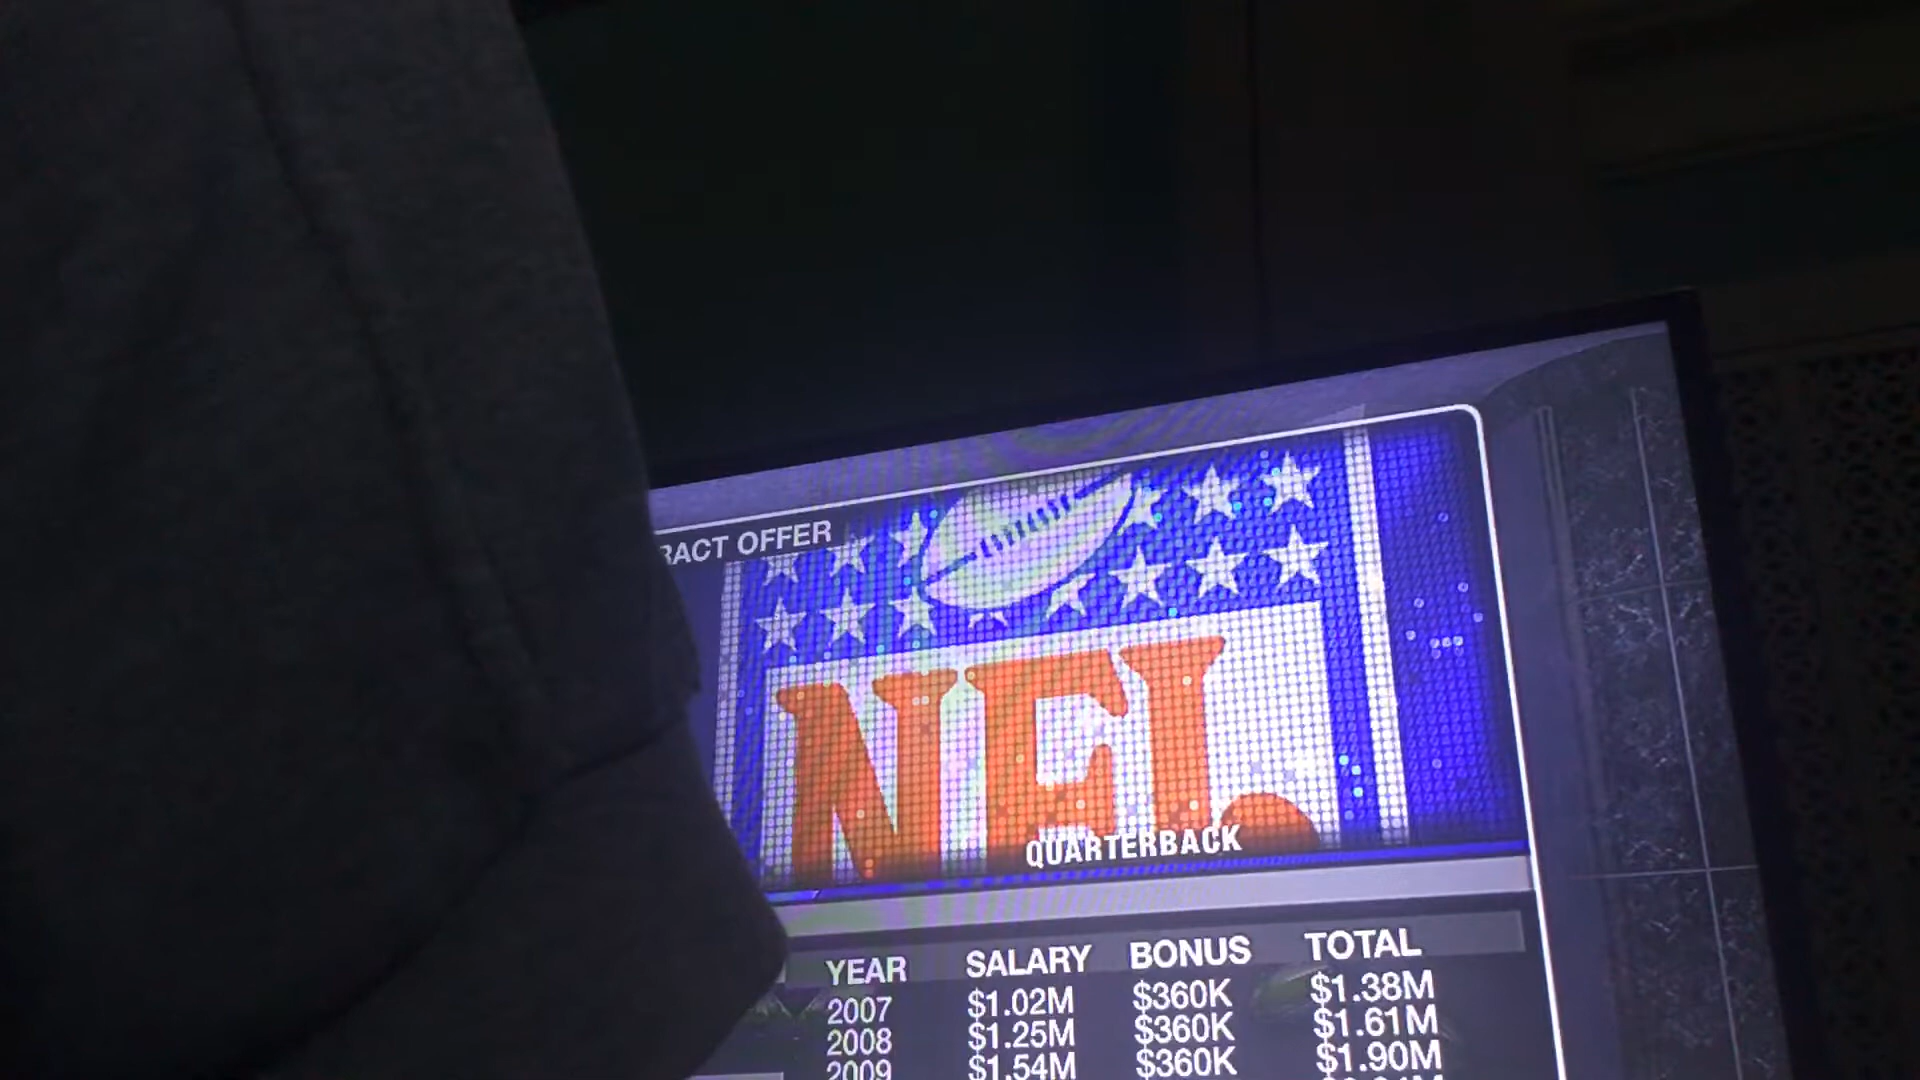 RACT OFFER
NFL
QUARTERBACK
YEAR SALARY BONUS TOTAL
2007 $1.02M $360K $1.38M
2008 $1.25M $360K $1.61M
2009 $1.54M $360K $1.90M